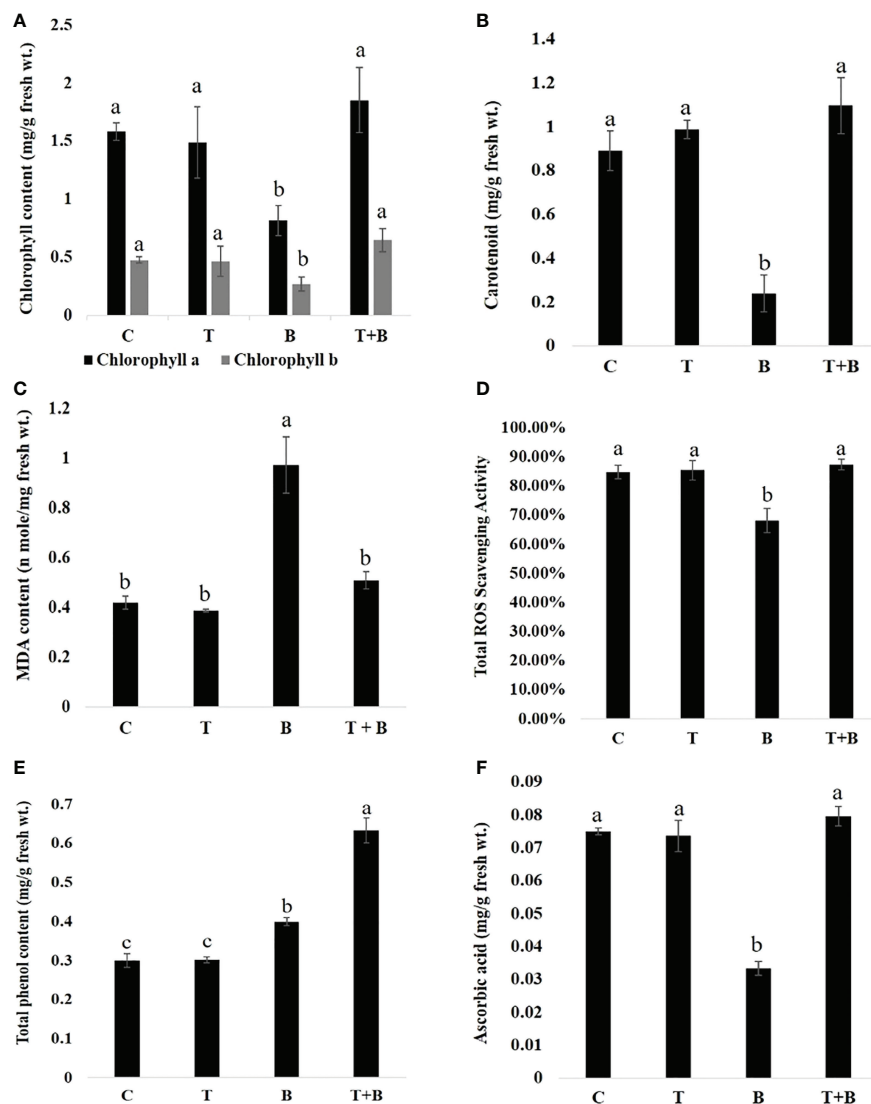 A
Chlorophyll content (mg/g fresh wt.)
2.5
2
1.5
1
0.5
0
a
a
a
a
b
b
a
a
C
T
B
T+B
Chlorophyll a
Chlorophyll b
B
Carotenoid (mg/g fresh wt.)
1.4
1.2
1
0.8
0.6
0.4
0.2
0
a
a
b
a
C
T
B
T+B
C
MDA content (n mole/mg fresh wt.)
1.2
1
0.8
0.6
0.4
0.2
0
b
b
a
b
C
T
B
T + B
D
Total ROS Scavenging Activity
100.00%
90.00%
80.00%
70.00%
60.00%
50.00%
40.00%
30.00%
20.00%
10.00%
0.00%
a
a
b
a
C
T
B
T+B
E
Total phenol content (mg/g fresh wt.)
0.7
0.6
0.5
0.4
0.3
0.2
0.1
0
c
c
b
a
C
T
B
T+B
F
Ascorbic acid (mg/g fresh wt.)
0.09
0.08
0.07
0.06
0.05
0.04
0.03
0.02
0.01
0
a
a
b
a
C
T
B
T+B